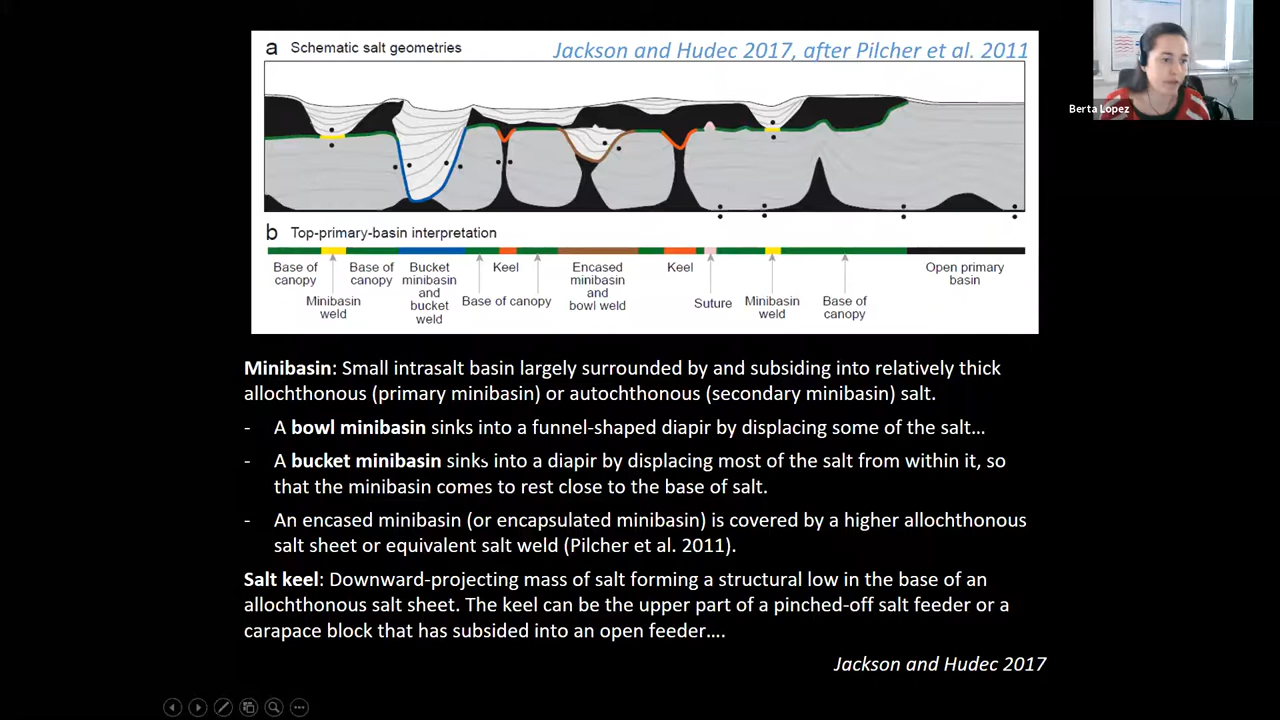 a Schematic salt geometries
Jackson and Hudec 2017, after Pilcher et al. 2011
Berta Lopez
b Top-primary-basin interpretation
Base of canopy
Minibasin weld
Base of canopy
Bucket minibasin and bucket weld
Base of canopy
Keel
Encased minibasin and bowl weld
Keel
Suture
Minibasin weld
Base of canopy
Open primary basin
Minibasin: Small intrasalt basin largely surrounded by and subsiding into relatively thick
allochthonous (primary minibasin) or autochthonous (secondary minibasin) salt.
- A bowl minibasin sinks into a funnel-shaped diapir by displacing some of the salt…
- A bucket minibasin sinks into a diapir by displacing most of the salt from within it, so
that the minibasin comes to rest close to the base of salt.
- An encased minibasin (or encapsulated minibasin) is covered by a higher allochthonous
salt sheet or equivalent salt weld (Pilcher et al. 2011).
Salt keel: Downward-projecting mass of salt forming a structural low in the base of an
allochthonous salt sheet. The keel can be the upper part of a pinched-off salt feeder or a
carapace block that has subsided into an open feeder….
Jackson and Hudec 2017